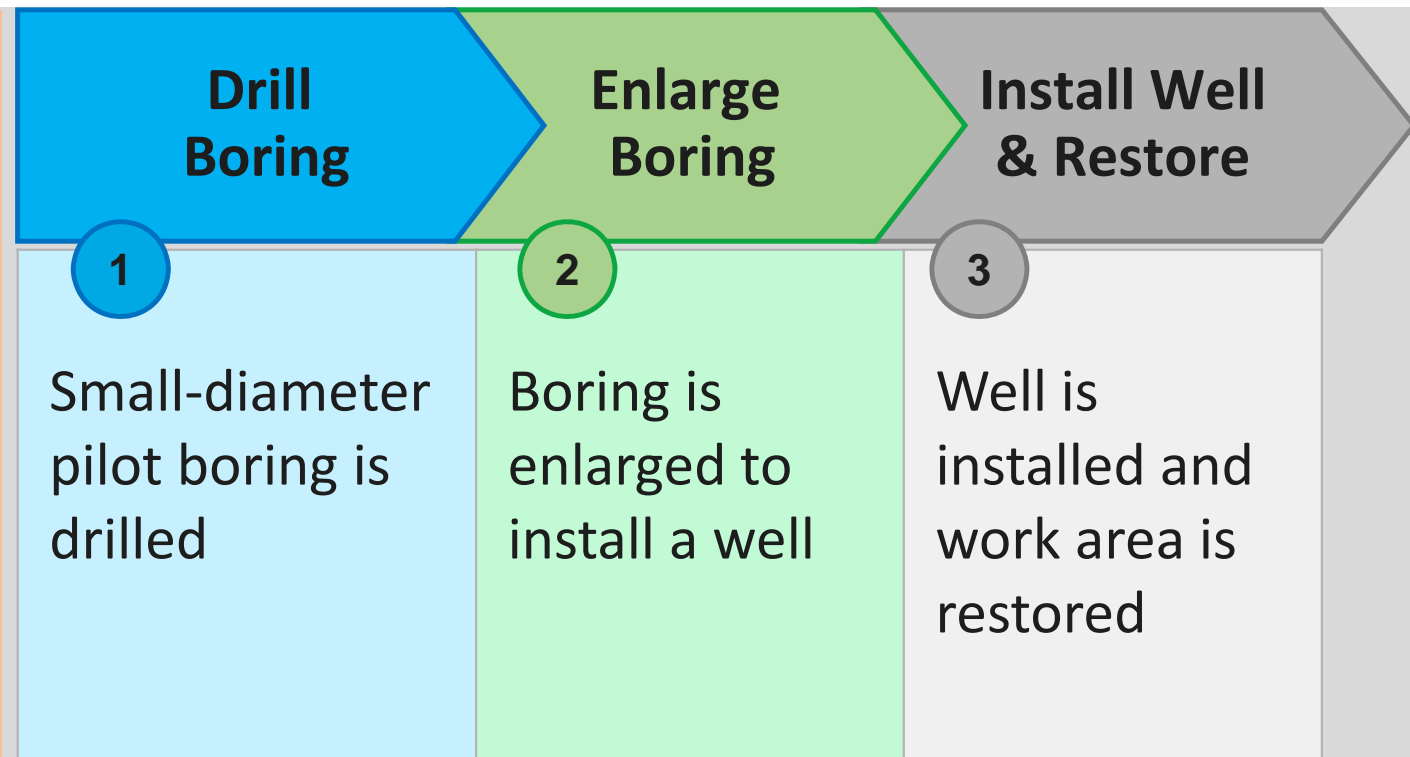 Drill
Boring
Enlarge
Boring
Install Well
& Restore
1
2
3
Small-diameter
pilot boring is
drilled
Boring is
enlarged to
install a well
Well is
installed and
work area is
restored